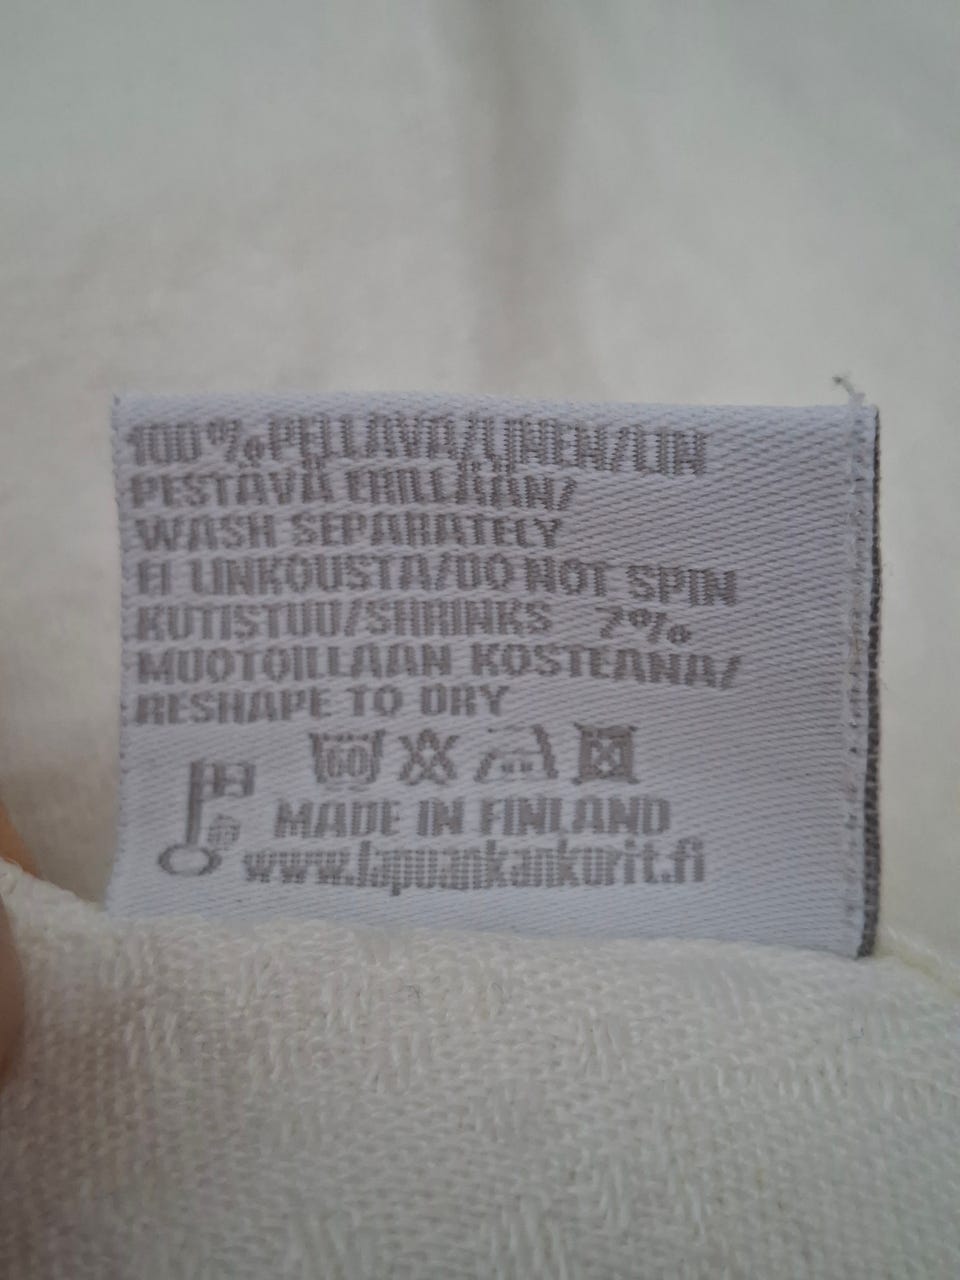 100% PELLAVA/LINEN/LIN
PESTÄVÄ ERILLÄÄN/
WASH SEPARATELY
EI LINKOUSTA/DO NOT SPIN
KUTISTUU/SHRINKS 7%
MUOTOILLAAN KOSTEANA/
RESHAPE TO DRY
60
MADE IN FINLAND
www.lapuankankurit.fi